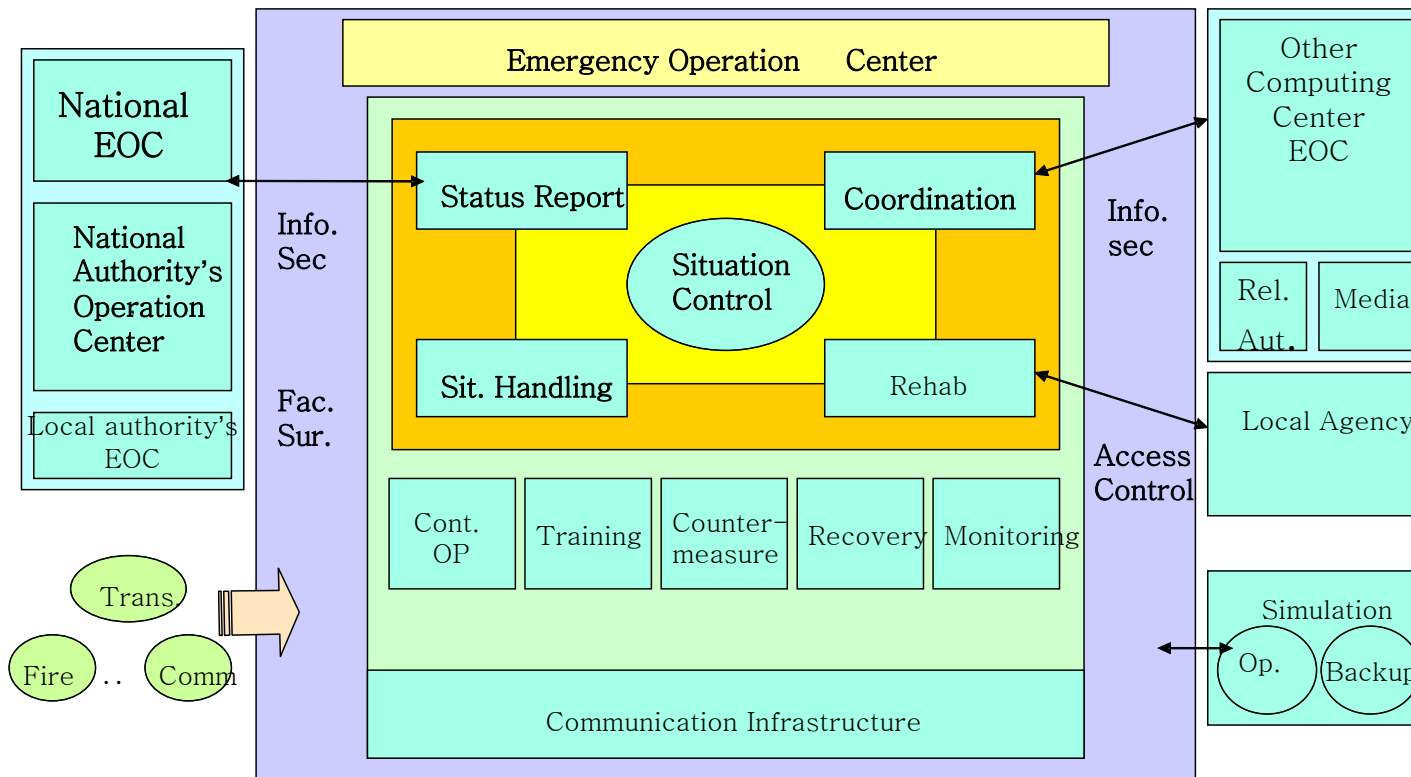 Emergency Operation Center
National
EOC
National
Authority's
Operation
Center
Local authority's
EOC
Info.
Sec
Fac.
Sur.
Status Report
Coordination
Situation
Control
Sit. Handling
Rehab
Cont.
OP
Training
Counter-
measure
Recovery
Monitoring
Communication Infrastructure
Info.
sec
Access
Control
Other
Computing
Center
EOC
Rel.
Aut.
Media
Local Agency
Simulation
Op.
Backup
Trans.
Fire
..
Comm